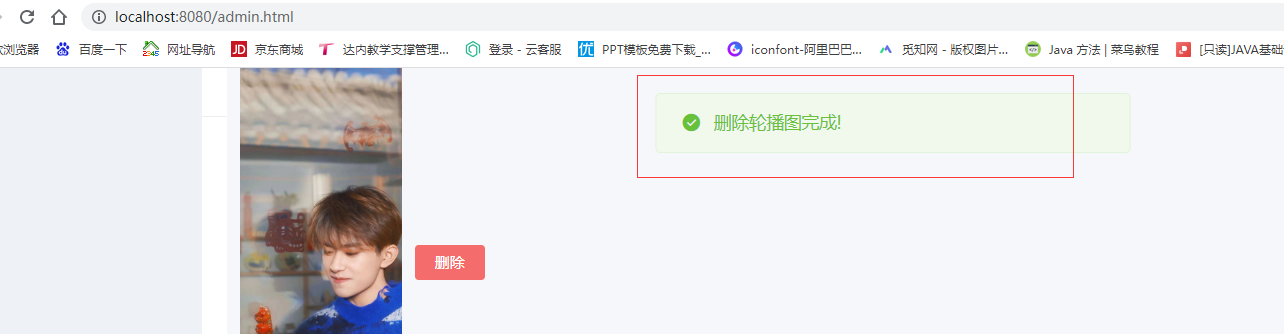 localhost:8080/admin.html
浏览器 百度一下 2345 网址导航 JD 京东商城 达内教学支撑管理... 登录 - 云客服 优 PPT模板免费下载_... iconfont-阿里巴巴... 觅知网 - 版权图片... Java 方法 | 菜鸟教程 [只读]JAVA基础
删除轮播图完成!
删除